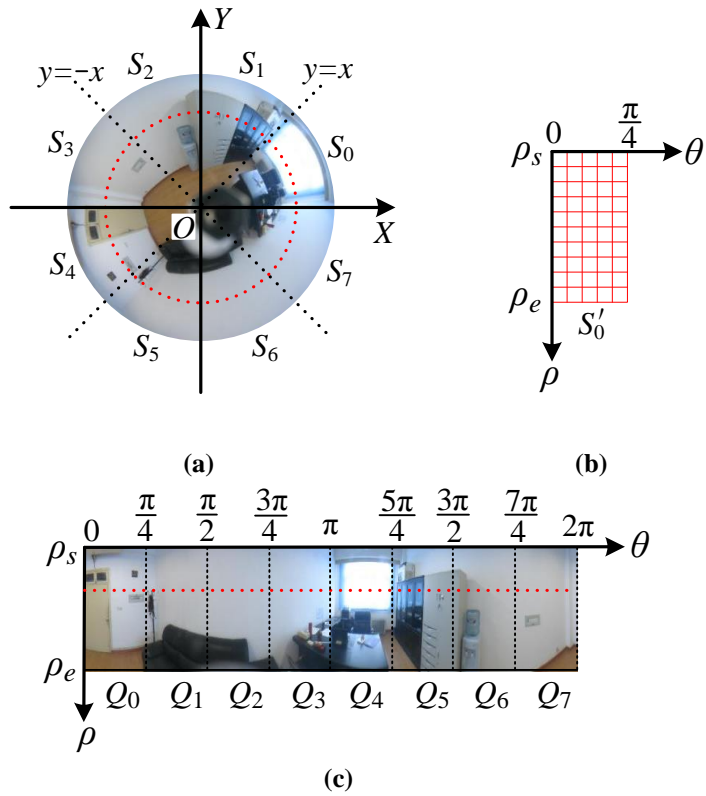 Y
y=-x S₂ S₁ y=x
S₃ S₀
O X
S₄ S₇
S₅ S₆
(a)
0 π/4
ρₛ θ
ρₑ
S₀′
ρ
(b)
0 π/4 π/2 3π/4 π 5π/4 3π/2 7π/4 2π
ρₛ θ
ρₑ
Q₀ Q₁ Q₂ Q₃ Q₄ Q₅ Q₆ Q₇
ρ
(c)